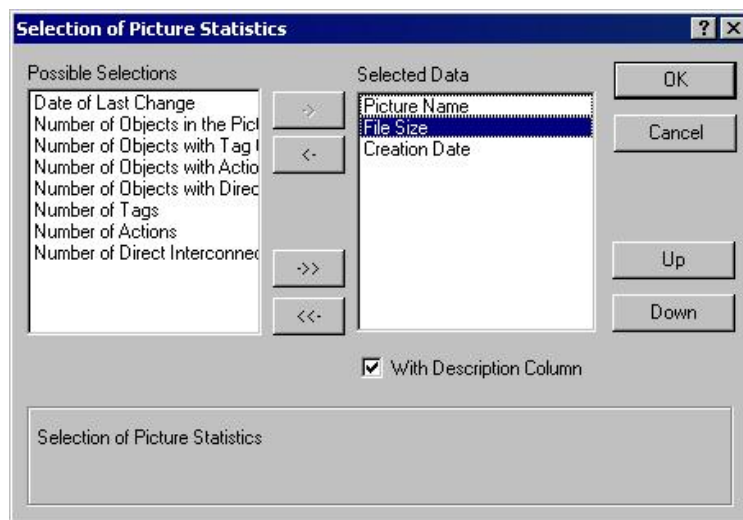 Selection of Picture Statistics
? X
Possible Selections
Date of Last Change
Number of Objects in the Pict
Number of Objects with Tag
Number of Objects with Actio
Number of Objects with Direc
Number of Tags
Number of Actions
Number of Direct Interconnec
->
<-
->>
<<-
Selected Data
Picture Name
File Size
Creation Date
With Description Column
OK
Cancel
Up
Down
Selection of Picture Statistics